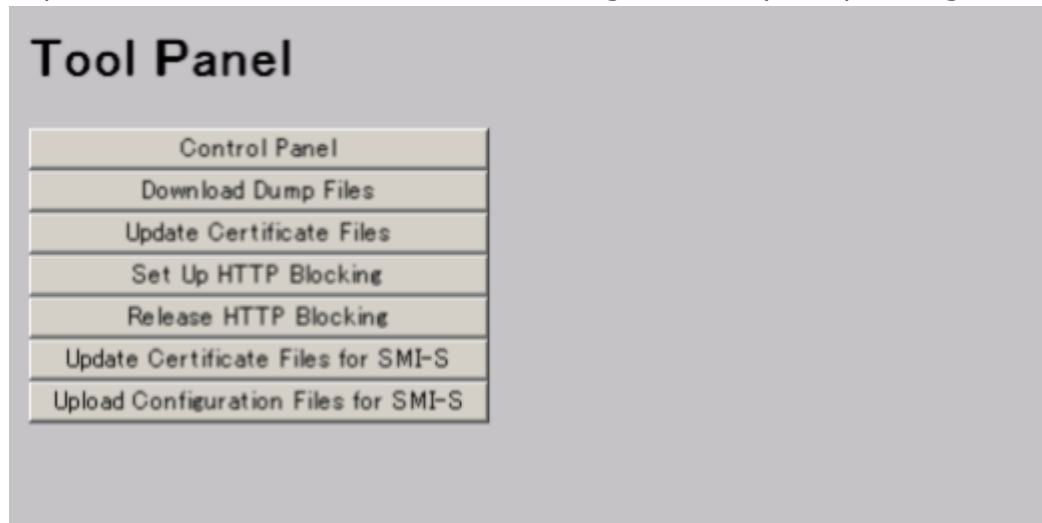 Tool Panel
Control Panel
Download Dump Files
Update Certificate Files
Set Up HTTP Blocking
Release HTTP Blocking
Update Certificate Files for SMI-S
Upload Configuration Files for SMI-S